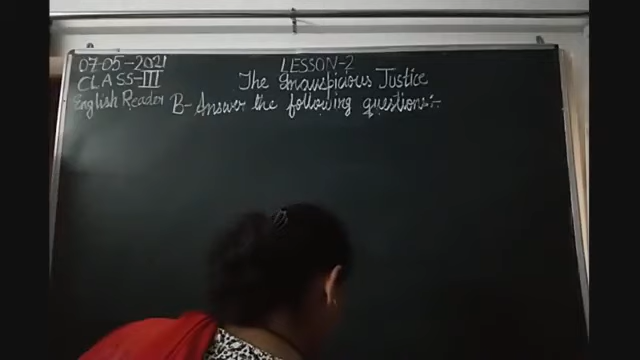 07-05-2021
CLASS-III
English Reader
LESSON-2
The Inauspicious Justice
B- Answer the following questions:-